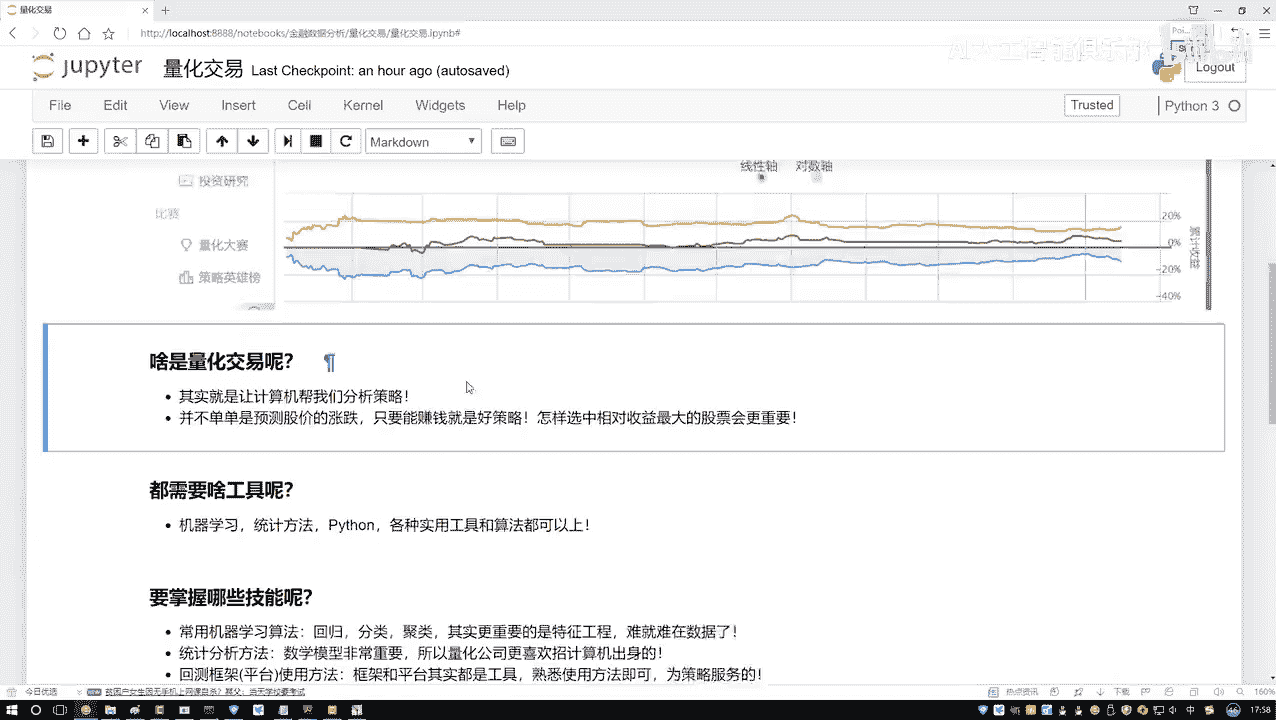 量化交易
http://localhost:8888/notebooks/金融数据分析/量化交易/量化交易.ipynb#
jupyter 量化交易 Last Checkpoint: an hour ago (autosaved)
Logout
File Edit View Insert Cell Kernel Widgets Help
Trusted
Python 3
Markdown
线性轴 对数轴
投资研究
比赛
量化大赛
策略英雄榜
20%
0%
-20%
-40%
啥是量化交易呢？ ¶
其实就是让计算机帮我们分析策略！
并不单单是预测股价的涨跌，只要能赚钱就是好策略！怎样选中相对收益最大的股票会更重要！
都需要啥工具呢？
机器学习，统计方法，Python，各种实用工具和算法都可以上！
要掌握哪些技能呢？
常用机器学习算法：回归，分类，聚类，其实更重要的是特征工程，难就难在数据了！
统计分析方法：数学模型非常重要，所以量化公司更喜欢招计算机出身的！
回测框架(平台)使用方法：框架和平台其实都是工具，熟悉使用方法即可，为策略服务的！
今日优选
热点资讯
下载
160%
中
17:58